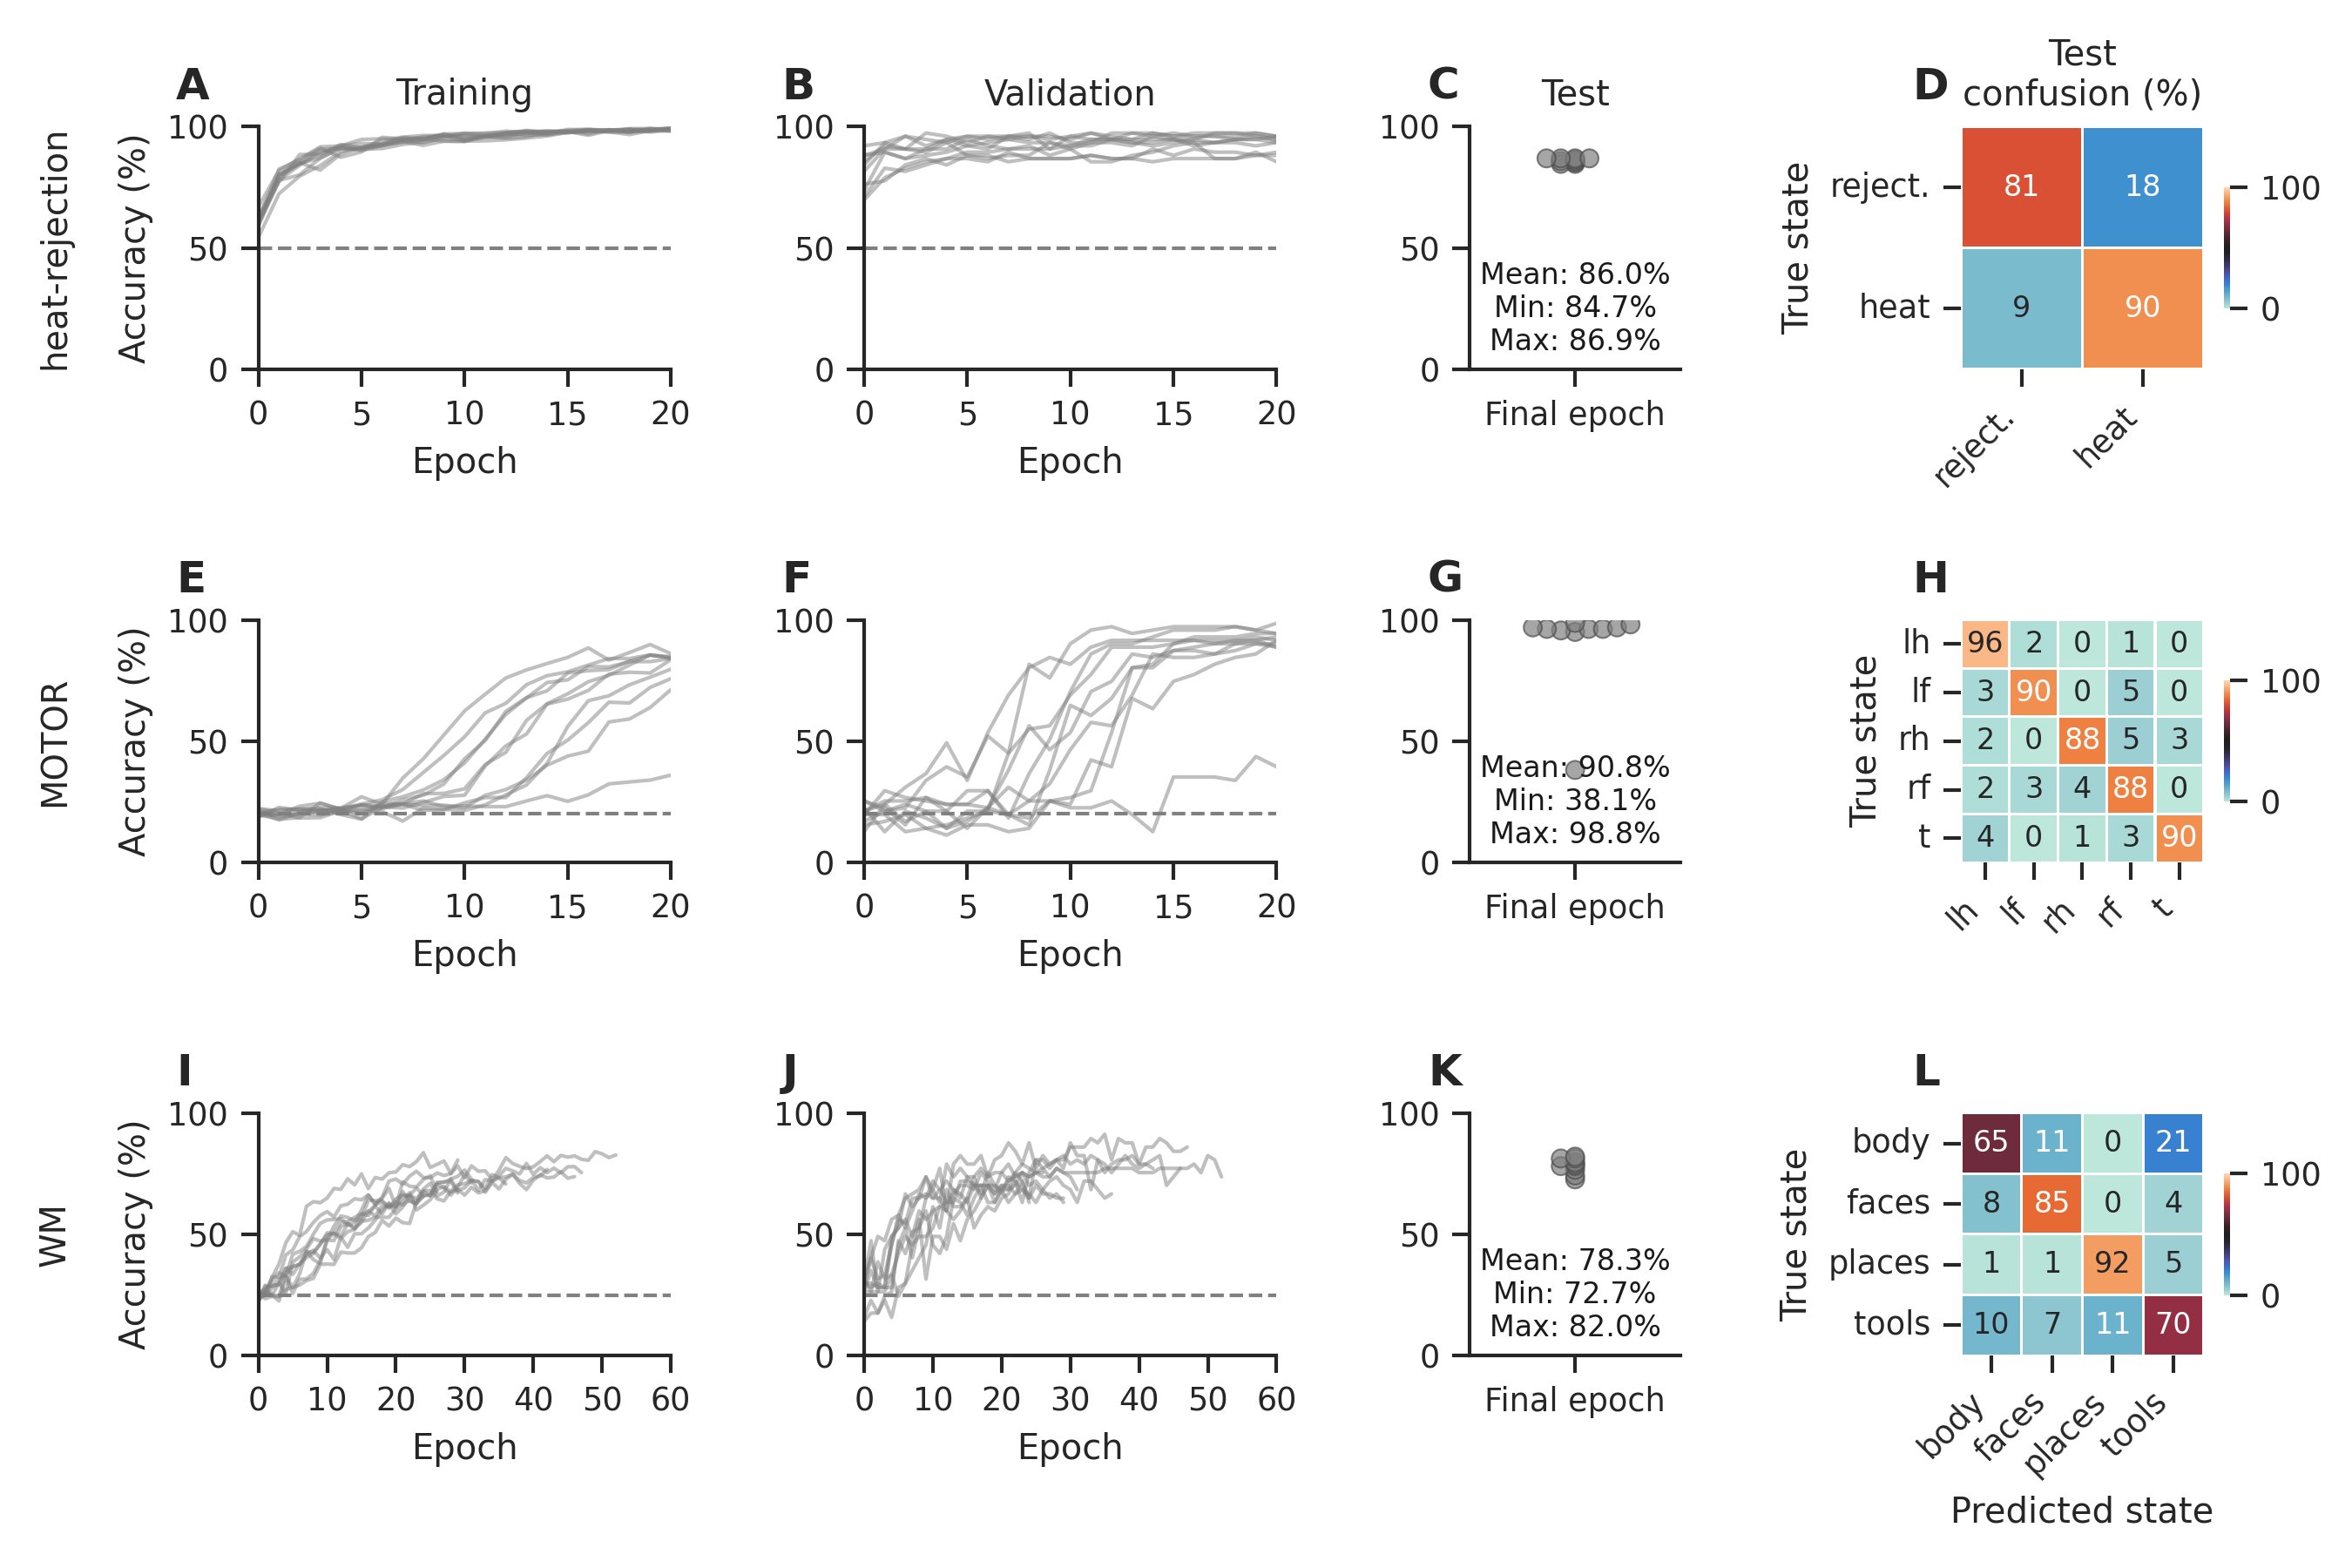 A
Training
B
Validation
C
Test
D
Test
confusion (%)
heat-rejection
Accuracy (%)
100
50
0
0
5
10
15
20
Epoch
100
50
0
0
5
10
15
20
Epoch
100
50
0
Mean: 86.0%
Min: 84.7%
Max: 86.9%
Final epoch
True state
reject.
heat
81
18
9
90
reject.
heat
100
0
E
F
G
H
MOTOR
Accuracy (%)
100
50
0
0
5
10
15
20
Epoch
100
50
0
0
5
10
15
20
Epoch
100
50
0
Mean: 90.8%
Min: 38.1%
Max: 98.8%
Final epoch
True state
lh
96
2
0
1
0
lf
3
90
0
5
0
rh
2
0
88
5
3
rf
2
3
4
88
0
t
4
0
1
3
90
lh
lf
rh
rf
t
100
0
I
J
K
L
WM
Accuracy (%)
100
50
0
0
10
20
30
40
50
60
Epoch
100
50
0
0
10
20
30
40
50
60
Epoch
100
50
0
Mean: 78.3%
Min: 72.7%
Max: 82.0%
Final epoch
True state
body
65
11
0
21
faces
8
85
0
4
places
1
1
92
5
tools
10
7
11
70
body
faces
places
tools
100
0
Predicted state